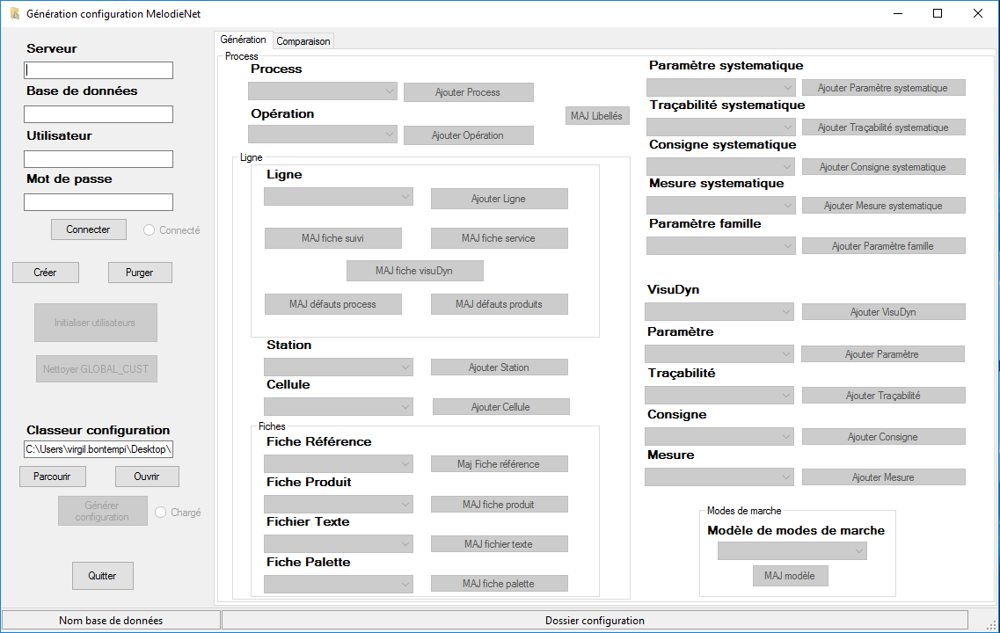 Génération configuration MelodieNet
Serveur
Base de données
Utilisateur
Mot de passe
Connecter
Connecté
Créer
Purger
Initialiser utilisateurs
Nettoyer GLOBAL_CUST
Classeur configuration
C:\Users\virgil.bontempi\Desktop\
Parcourir
Ouvrir
Générer
configuration
Chargé
Quitter
Génération
Comparaison
Process
Process
Ajouter Process
Opération
Ajouter Opération
MAJ Libellés
Ligne
Ligne
Ajouter Ligne
MAJ fiche suivi
MAJ fiche service
MAJ fiche visuDyn
MAJ défauts process
MAJ défauts produits
Station
Ajouter Station
Cellule
Ajouter Cellule
Fiches
Fiche Référence
Maj Fiche référence
Fiche Produit
MAJ fiche produit
Fichier Texte
MAJ fichier texte
Fiche Palette
MAJ fiche palette
Paramètre systematique
Ajouter Paramètre systematique
Traçabilité systematique
Ajouter Traçabilité systematique
Consigne systematique
Ajouter Consigne systematique
Mesure systematique
Ajouter Mesure systematique
Paramètre famille
Ajouter Paramètre famille
VisuDyn
Ajouter VisuDyn
Paramètre
Ajouter Paramètre
Traçabilité
Ajouter Traçabilité
Consigne
Ajouter Consigne
Mesure
Ajouter Mesure
Modes de marche
Modèle de modes de marche
MAJ modèle
Nom base de données
Dossier configuration